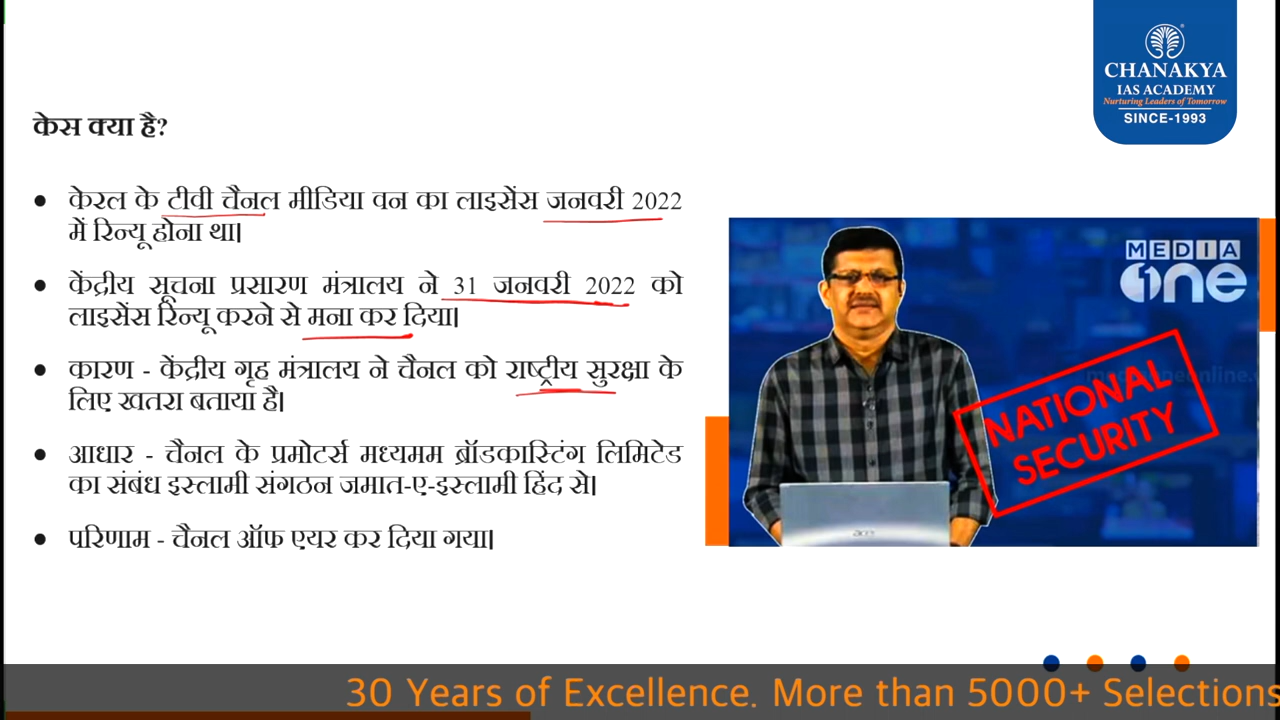 CHANAKYA
IAS ACADEMY
Nurturing Leaders of Tomorrow
SINCE-1993
केस क्या है?
• केरल के टीवी चैनल मीडिया वन का लाइसेंस जनवरी 2022
में रिन्यू होना था।
• केंद्रीय सूचना प्रसारण मंत्रालय ने 31 जनवरी 2022 को
लाइसेंस रिन्यू करने से मना कर दिया।
• कारण - केंद्रीय गृह मंत्रालय ने चैनल को राष्ट्रीय सुरक्षा के
लिए खतरा बताया है।
• आधार - चैनल के प्रमोटर्स मध्यमम ब्रॉडकास्टिंग लिमिटेड
का संबंध इस्लामी संगठन जमात-ए-इस्लामी हिंद से।
• परिणाम - चैनल ऑफ एयर कर दिया गया।
MEDIA
one
NATIONAL
SECURITY
acer
30 Years of Excellence. More than 5000+ Selections